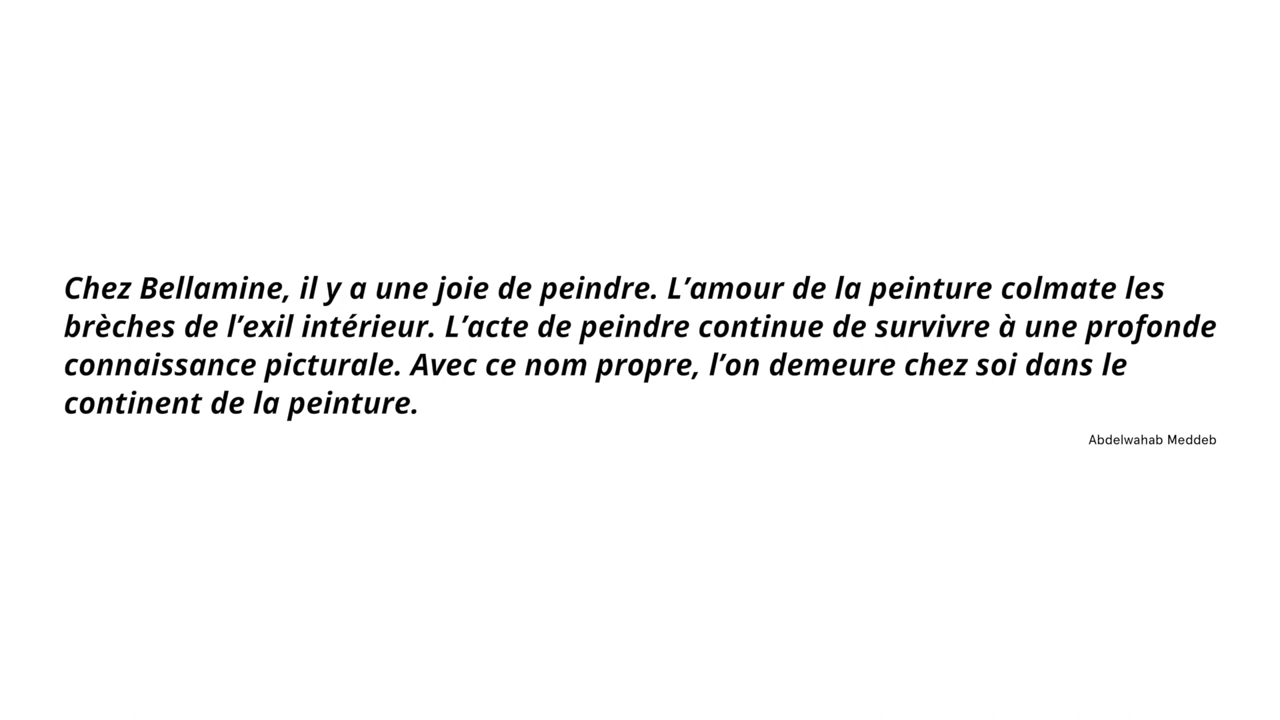 Chez Bellamine, il y a une joie de peindre. L’amour de la peinture colmate les
brèches de l’exil intérieur. L’acte de peindre continue de survivre à une profonde
connaissance picturale. Avec ce nom propre, l’on demeure chez soi dans le
continent de la peinture.
Abdelwahab Meddeb